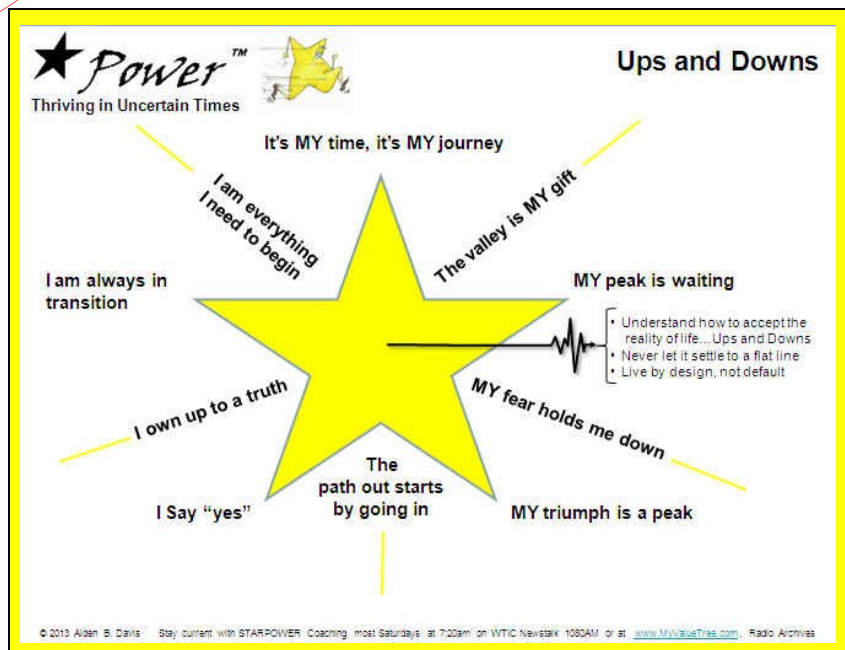 Power™
Thriving in Uncertain Times
Ups and Downs
It's MY time, it's MY journey
I am everything
I need to begin
The valley is MY gift
I am always in
transition
MY peak is waiting
• Understand how to accept the
reality of life...Ups and Downs
• Never let it settle to a flat line
• Live by design, not default
I own up to a truth
MY fear holds me down
The
path out starts
by going in
I Say “yes”
MY triumph is a peak
© 2013 Alden B. Davis Stay current with STARPOWER Coaching most Saturdays at 7:20am on WTIC Newstalk 1080AM or at www.MyValueTree.com, Radio Archives